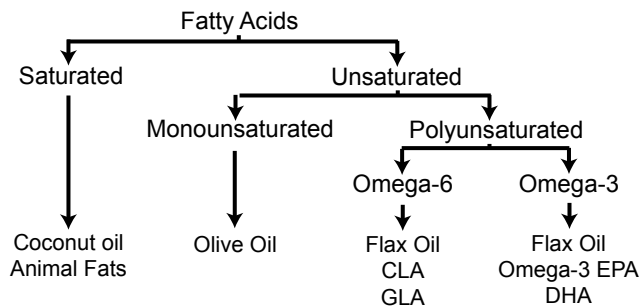 Fatty Acids
Saturated
Unsaturated
Monounsaturated
Polyunsaturated
Omega-6
Omega-3
Coconut oil
Animal Fats
Olive Oil
Flax Oil
CLA
GLA
Flax Oil
Omega-3 EPA
DHA